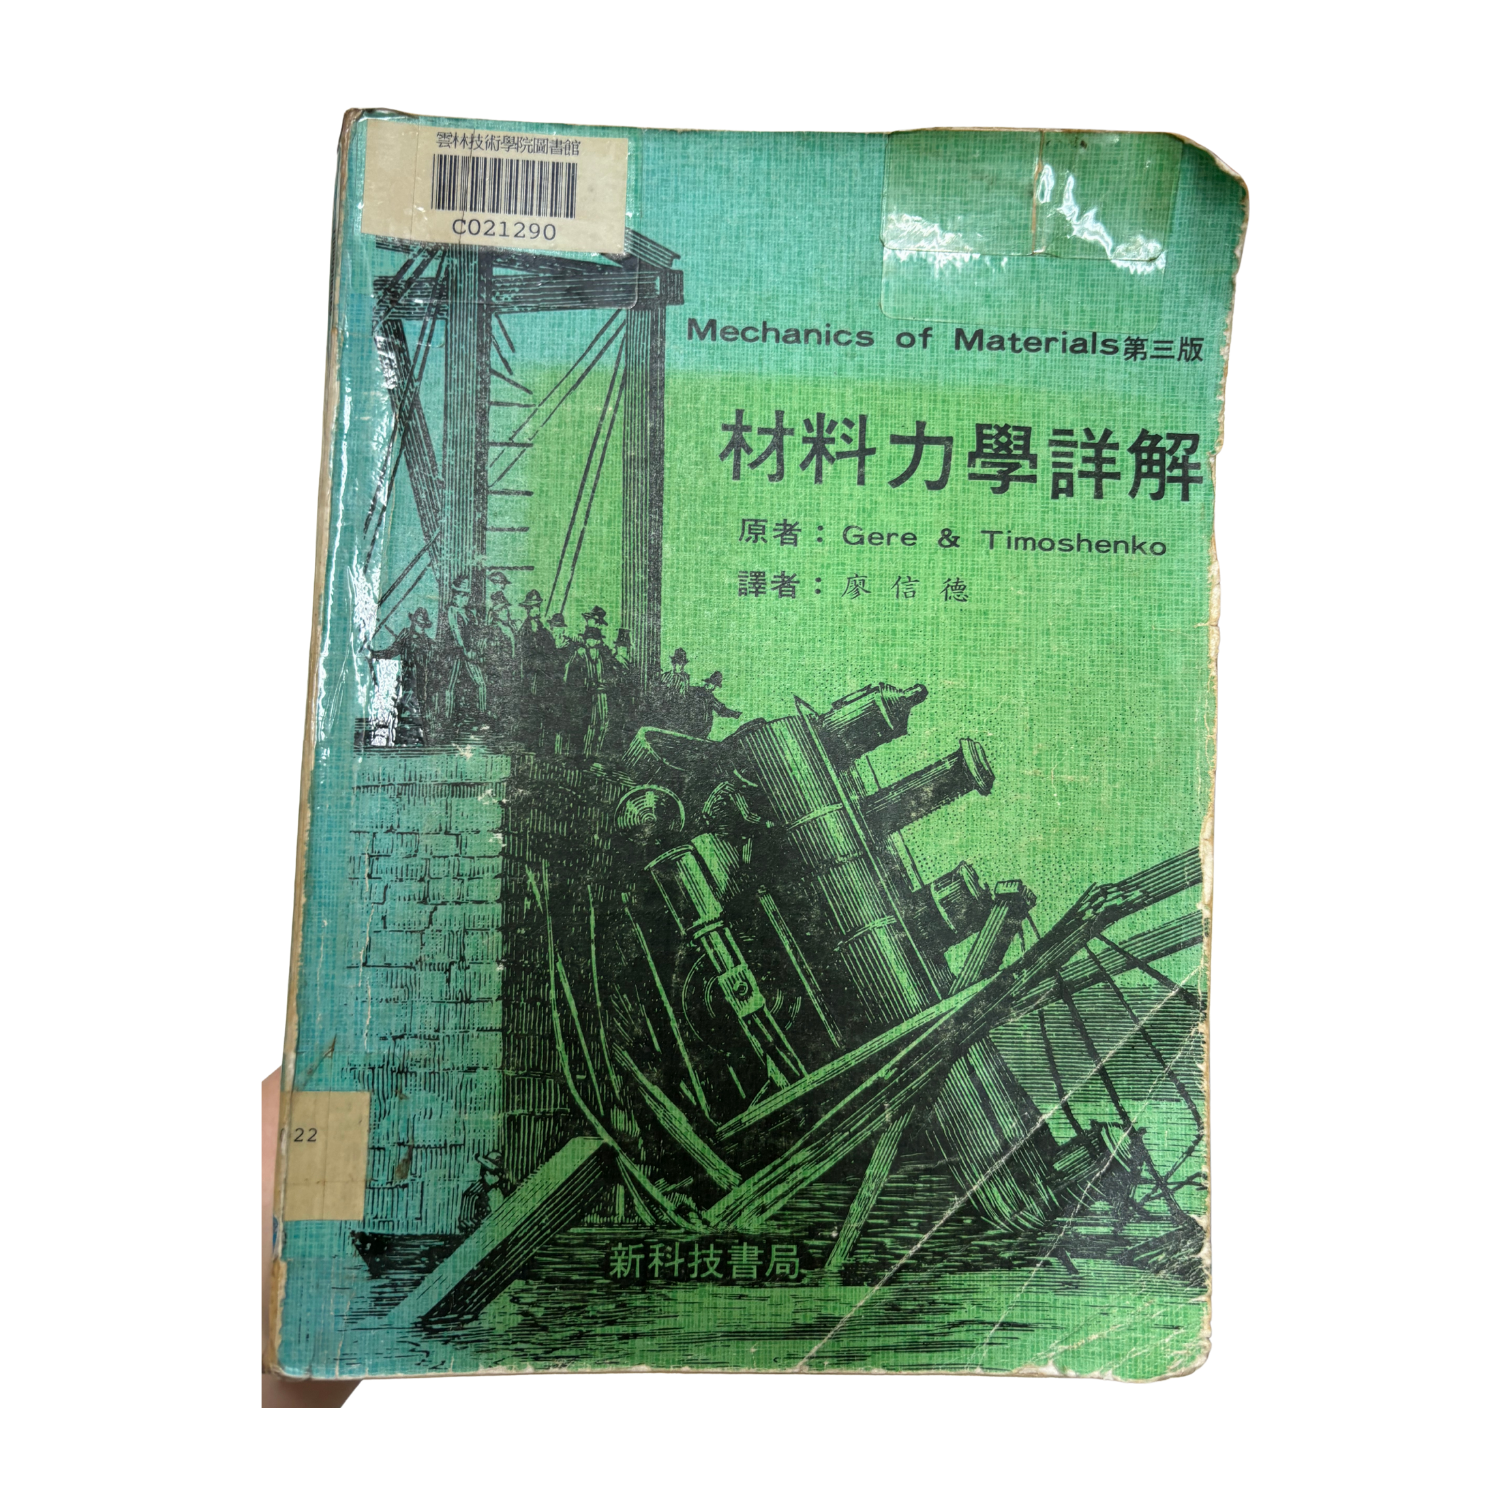 雲林技術學院圖書館
C021290
Mechanics of Materials第三版
材料力學詳解
原者：Gere & Timoshenko
譯者：廖信德
022
新科技書局